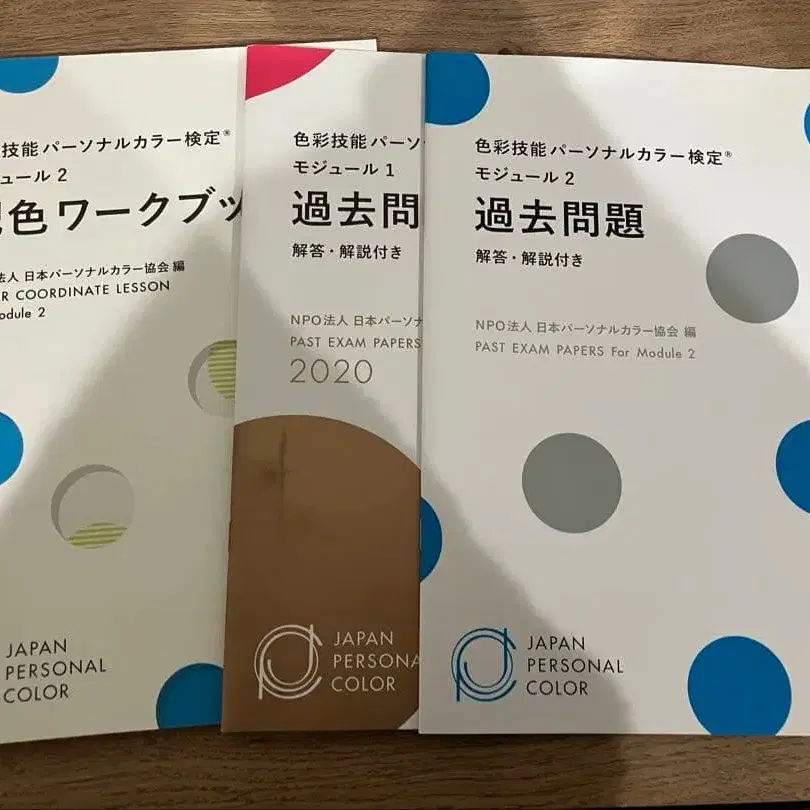 技能パーソナルカラー検定®
ュール 2
色ワークブッ
法人 日本パーソナルカラー協会 編
R COORDINATE LESSON
odule 2
JAPAN
PERSONAL
COLOR
色彩技能パーソナル
モジュール 1
過去問
解答・解説付き
NPO法人 日本パーソナ
PAST EXAM PAPERS
2020
JAPAN
PERSONA
COLOR
色彩技能パーソナルカラー検定®
モジュール 2
過去問題
解答・解説付き
NPO法人 日本パーソナルカラー協会 編
PAST EXAM PAPERS For Module 2
JAPAN
PERSONAL
COLOR